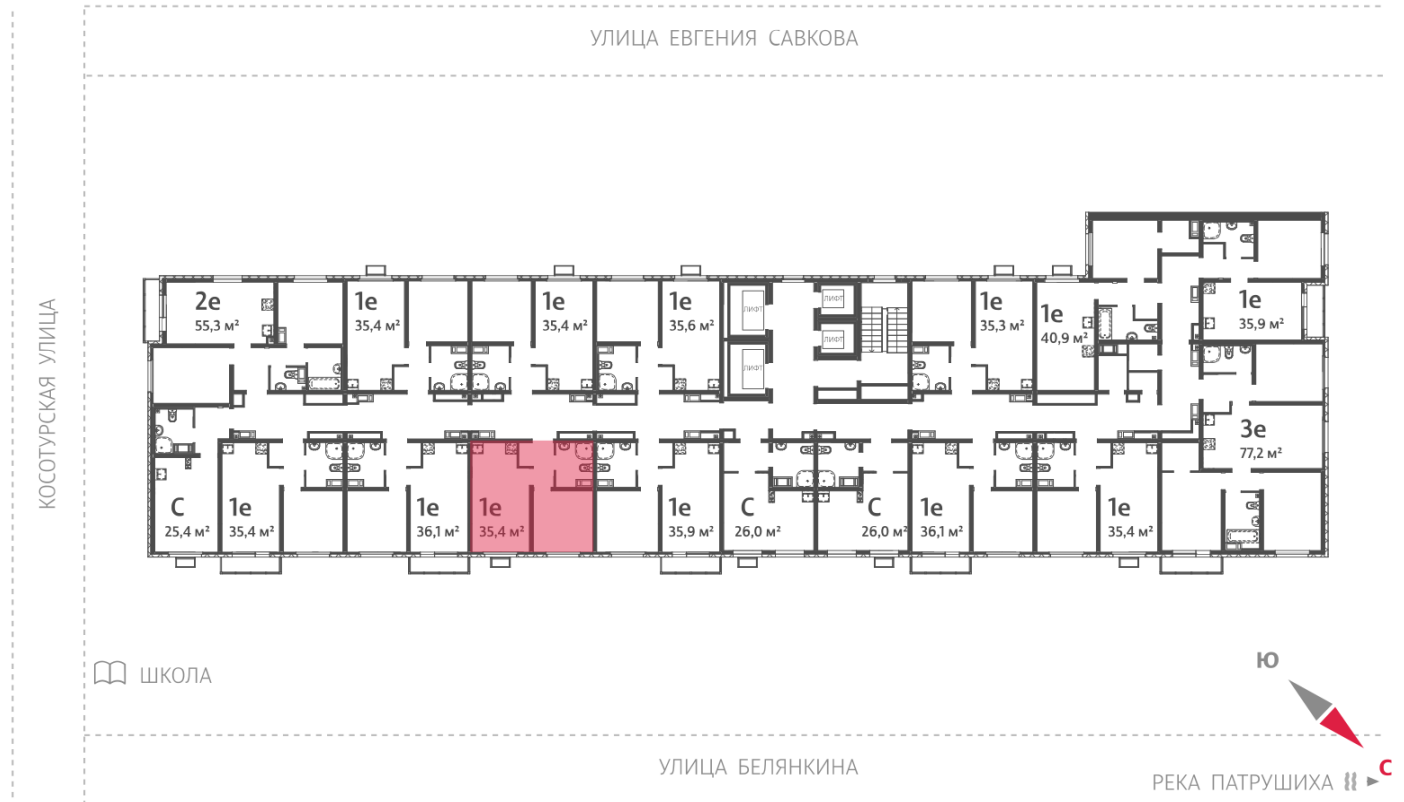 УЛИЦА ЕВГЕНИЯ САВКОВА
КОСОТУРСКАЯ УЛИЦА
2е
55,3 м²
1е
35,4 м²
1е
35,4 м²
1е
35,6 м²
ЛИФТ
ЛИФТ
ЛИФТ
ЛИФТ
1е
35,3 м²
1е
40,9 м²
1е
35,9 м²
3е
77,2 м²
С
25,4 м²
1е
35,4 м²
1е
36,1 м²
1е
35,4 м²
1е
35,9 м²
С
26,0 м²
С
26,0 м²
1е
36,1 м²
1е
35,4 м²
ШКОЛА
Ю
С
УЛИЦА БЕЛЯНКИНА
РЕКА ПАТРУШИХА